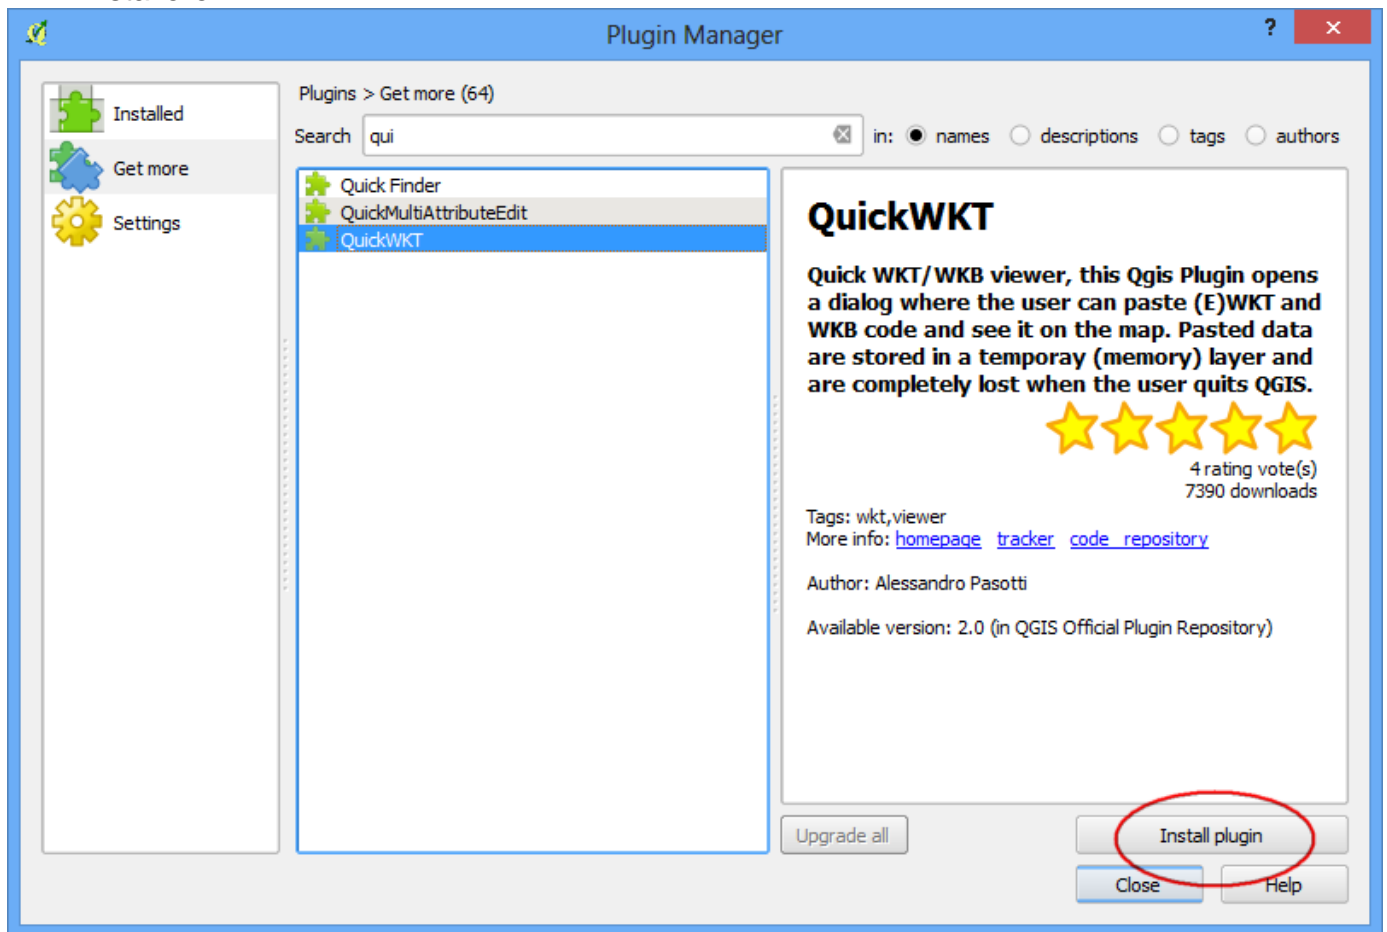 Plugin Manager
?
Installed
Get more
Settings
Plugins > Get more (64)
Search qui in: names descriptions tags authors
Quick Finder
QuickMultiAttributeEdit
QuickWKT
QuickWKT
Quick WKT/WKB viewer, this Qgis Plugin opens
a dialog where the user can paste (E)WKT and
WKB code and see it on the map. Pasted data
are stored in a temporay (memory) layer and
are completely lost when the user quits QGIS.
4 rating vote(s)
7390 downloads
Tags: wkt,viewer
More info: homepage tracker code repository
Author: Alessandro Pasotti
Available version: 2.0 (in QGIS Official Plugin Repository)
Upgrade all
Install plugin
Close
Help